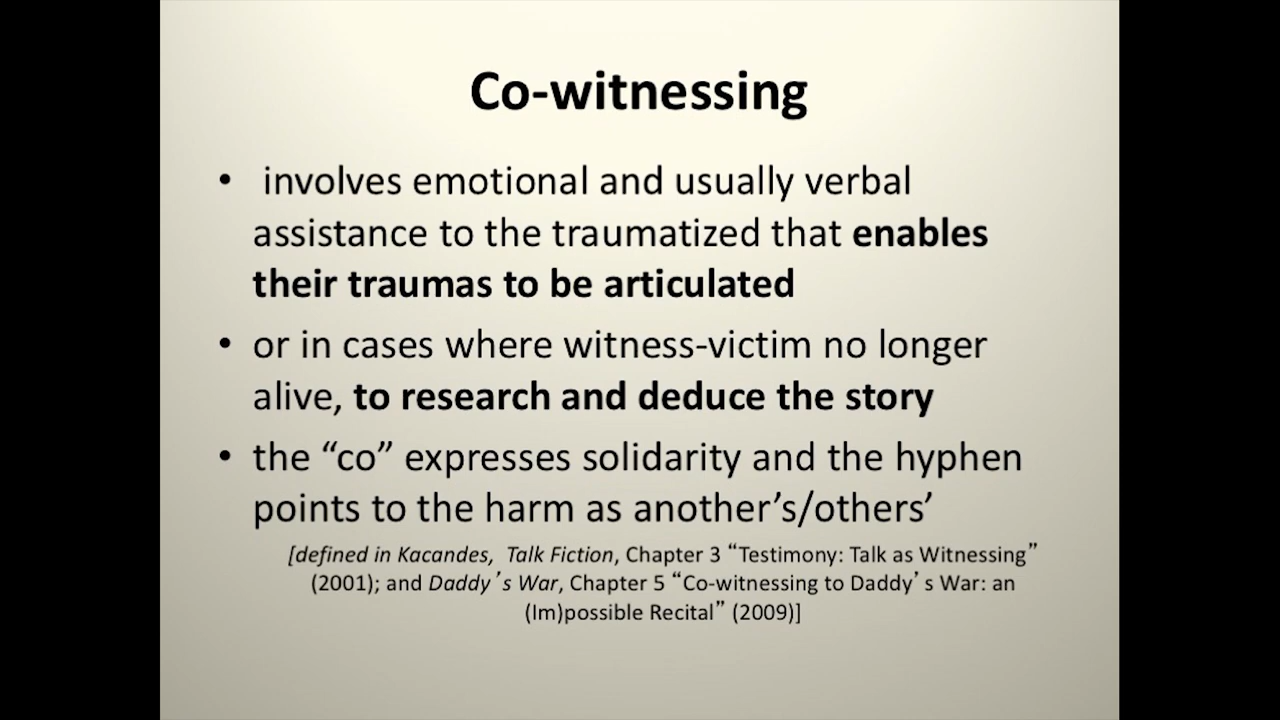 Co-witnessing
• involves emotional and usually verbal
assistance to the traumatized that enables
their traumas to be articulated
• or in cases where witness-victim no longer
alive, to research and deduce the story
• the “co” expresses solidarity and the hyphen
points to the harm as another’s/others’
[defined in Kacandes, Talk Fiction, Chapter 3 “Testimony: Talk as Witnessing”
(2001); and Daddy’s War, Chapter 5 “Co-witnessing to Daddy’s War: an
(Im)possible Recital” (2009)]